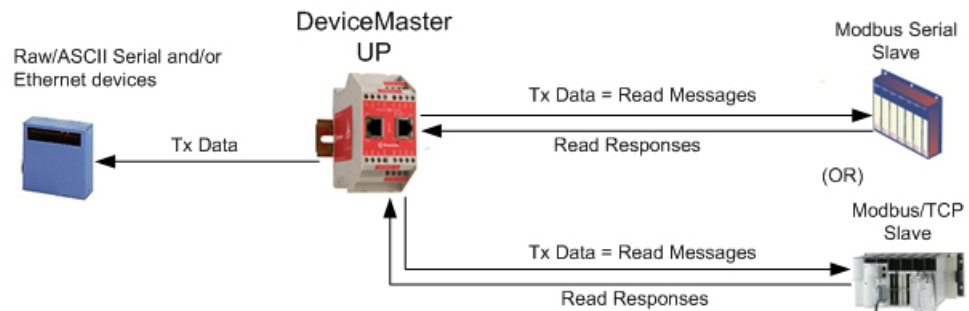 DeviceMaster
UP
Raw/ASCII Serial and/or
Ethernet devices
Modbus Serial
Slave
Tx Data = Read Messages
Tx Data
Read Responses
(OR)
Modbus/TCP
Slave
Tx Data = Read Messages
Read Responses